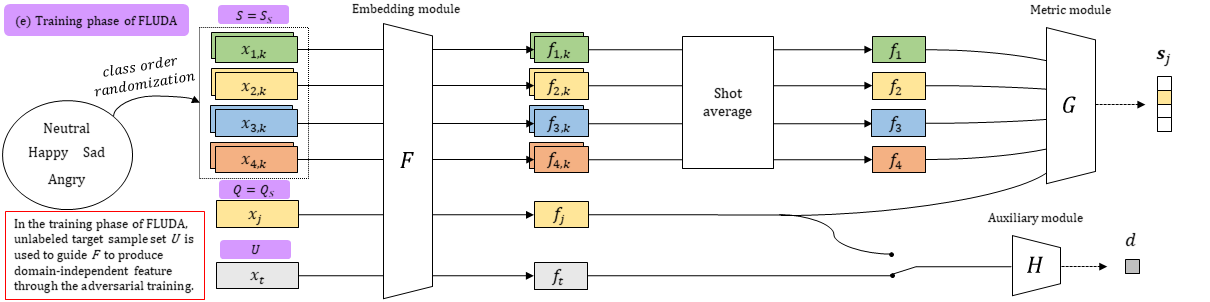 (e) Training phase of FLUDA
S = S_s
Embedding module
Metric module
class order
randomization
Neutral
Happy Sad
Angry
x_{1,k}
x_{2,k}
x_{3,k}
x_{4,k}
F
f_{1,k}
f_{2,k}
f_{3,k}
f_{4,k}
Shot
average
f_1
f_2
f_3
f_4
G
s_j
Q = Q_s
x_j
f_j
In the training phase of FLUDA,
unlabeled target sample set U is
used to guide F to produce
domain-independent feature
through the adversarial training.
U
x_t
f_t
Auxiliary module
H
d